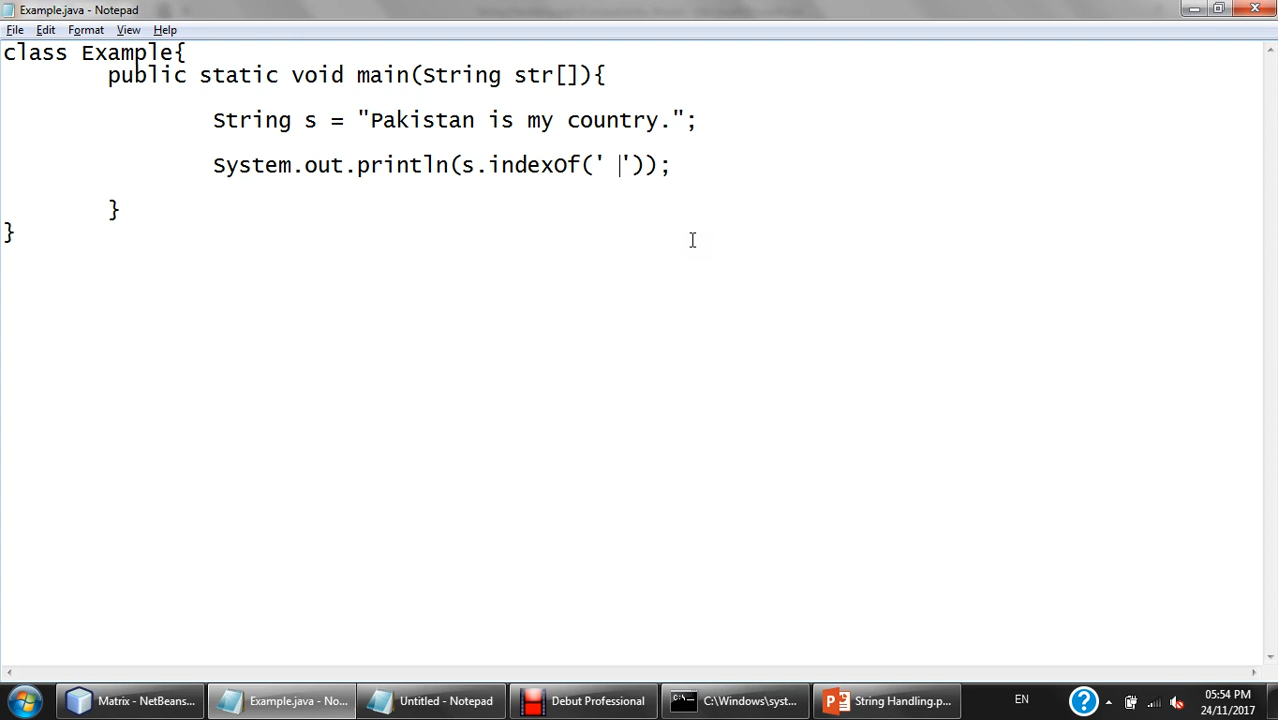 Example.java - Notepad
File Edit Format View Help
class Example{
public static void main(String str[]){
String s = "Pakistan is my country.";
System.out.println(s.indexOf(' '));
}
}
Matrix - NetBeans... Example.java - No... Untitled - Notepad Debut Professional C:\Windows\syst... String Handling.p... EN ? 05:54 PM
24/11/2017